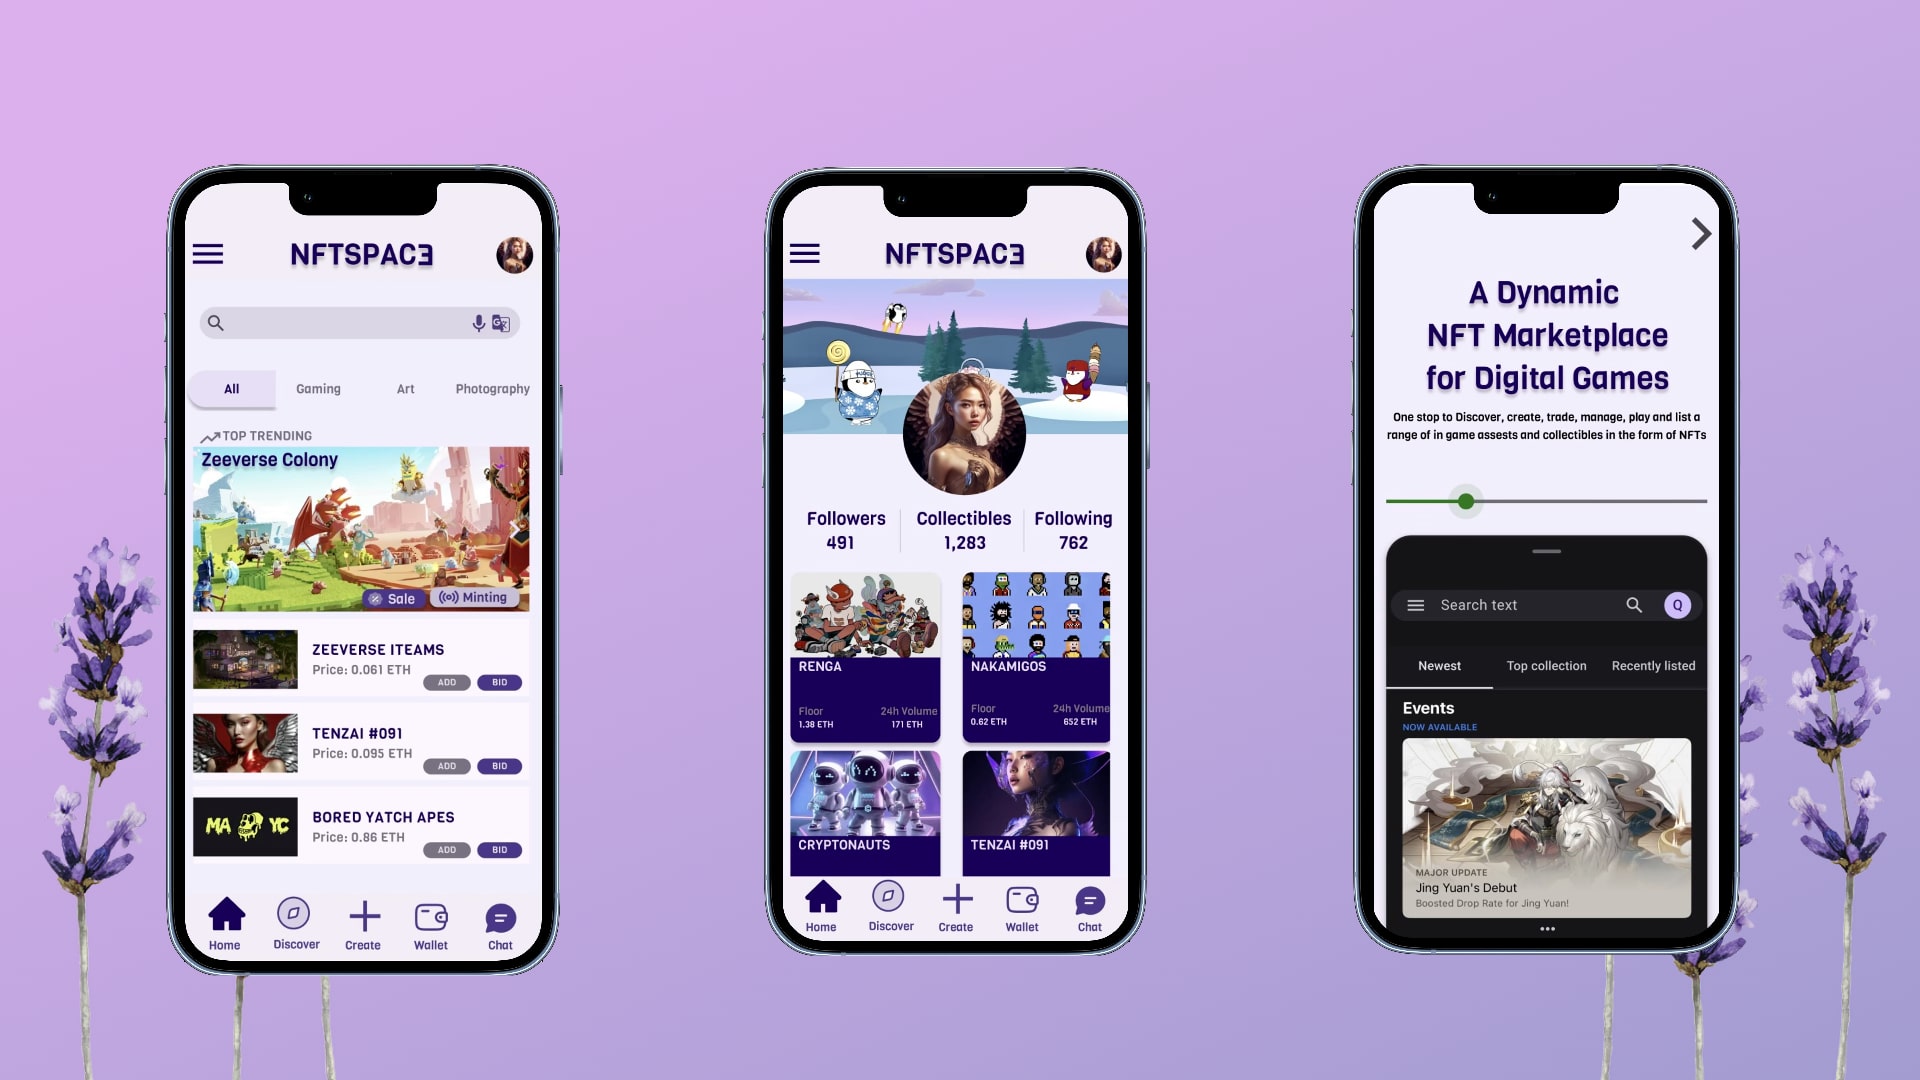 NFTSPACƎ
All
Gaming
Art
Photography
TOP TRENDING
Zeeverse Colony
Sale
Minting
ZEEVERSE ITEAMS
Price: 0.061 ETH
ADD
BID
TENZAI #091
Price: 0.095 ETH
ADD
BID
MA YC
BORED YATCH APES
Price: 0.86 ETH
ADD
BID
Home
Discover
Create
Wallet
Chat
NFTSPACƎ
Followers
491
Collectibles
1,283
Following
762
RENGA
Floor
1.38 ETH
24h Volume
171 ETH
NAKAMIGOS
Floor
0.62 ETH
24h Volume
652 ETH
CRYPTONAUTS
TENZAI #091
Home
Discover
Create
Wallet
Chat
A Dynamic
NFT Marketplace
for Digital Games
One stop to Discover, create, trade, manage, play and list a
range of in game assests and collectibles in the form of NFTs
Search text
Q
Newest
Top collection
Recently listed
Events
NOW AVAILABLE
MAJOR UPDATE
Jing Yuan's Debut
Boosted Drop Rate for Jing Yuan!